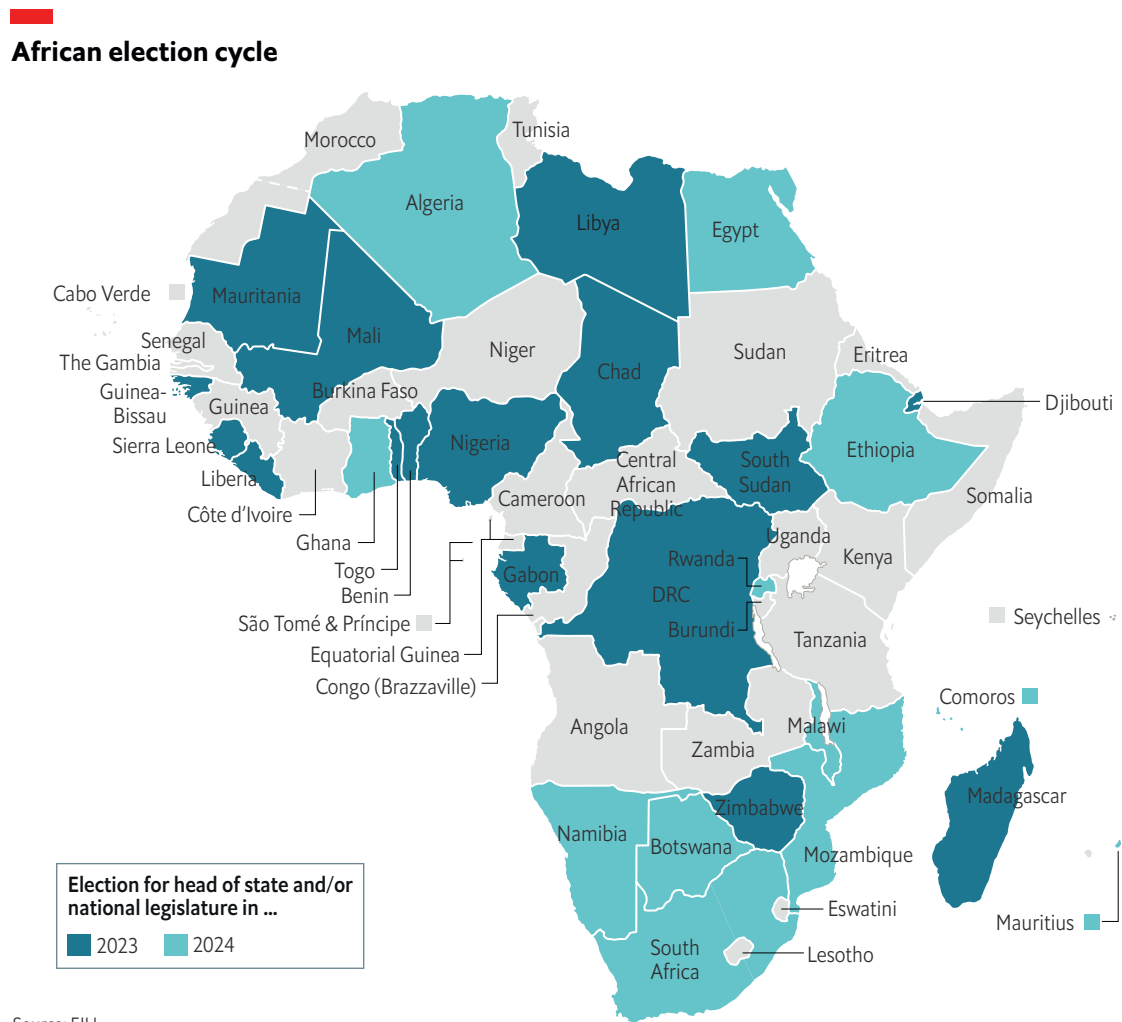 African election cycle
Tunisia
Morocco
Algeria
Libya
Egypt
Cabo Verde
Mauritania
Mali
Niger
Chad
Sudan
Eritrea
Senegal
The Gambia
Guinea-
Bissau
Burkina Faso
Guinea
Djibouti
Sierra Leone
Nigeria
Ethiopia
Liberia
Central
African
Republic
South
Sudan
Somalia
Cameroon
Côte d'Ivoire
Ghana
Uganda
Kenya
Togo
Benin
Gabon
Rwanda
DRC
São Tomé & Príncipe
Burundi
Seychelles
Tanzania
Equatorial Guinea
Congo (Brazzaville)
Comoros
Angola
Malawi
Zambia
Madagascar
Zimbabwe
Namibia
Botswana
Mozambique
Election for head of state and/or
national legislature in ...
2023
2024
Eswatini
Mauritius
South
Africa
Lesotho